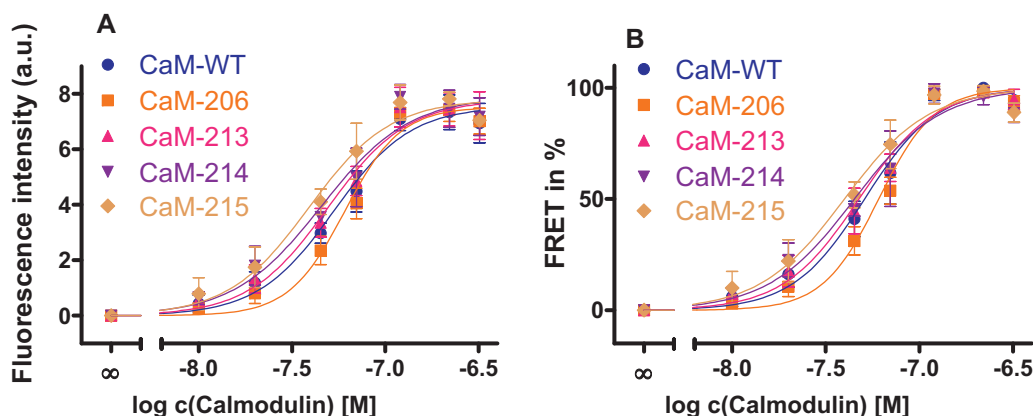 A
Fluorescence intensity (a.u.)
8
6
4
2
0
CaM-WT
CaM-206
CaM-213
CaM-214
CaM-215
∞
-8.0
-7.5
-7.0
-6.5
log c(Calmodulin) [M]
B
FRET in %
100
50
0
CaM-WT
CaM-206
CaM-213
CaM-214
CaM-215
∞
-8.0
-7.5
-7.0
-6.5
log c(Calmodulin) [M]